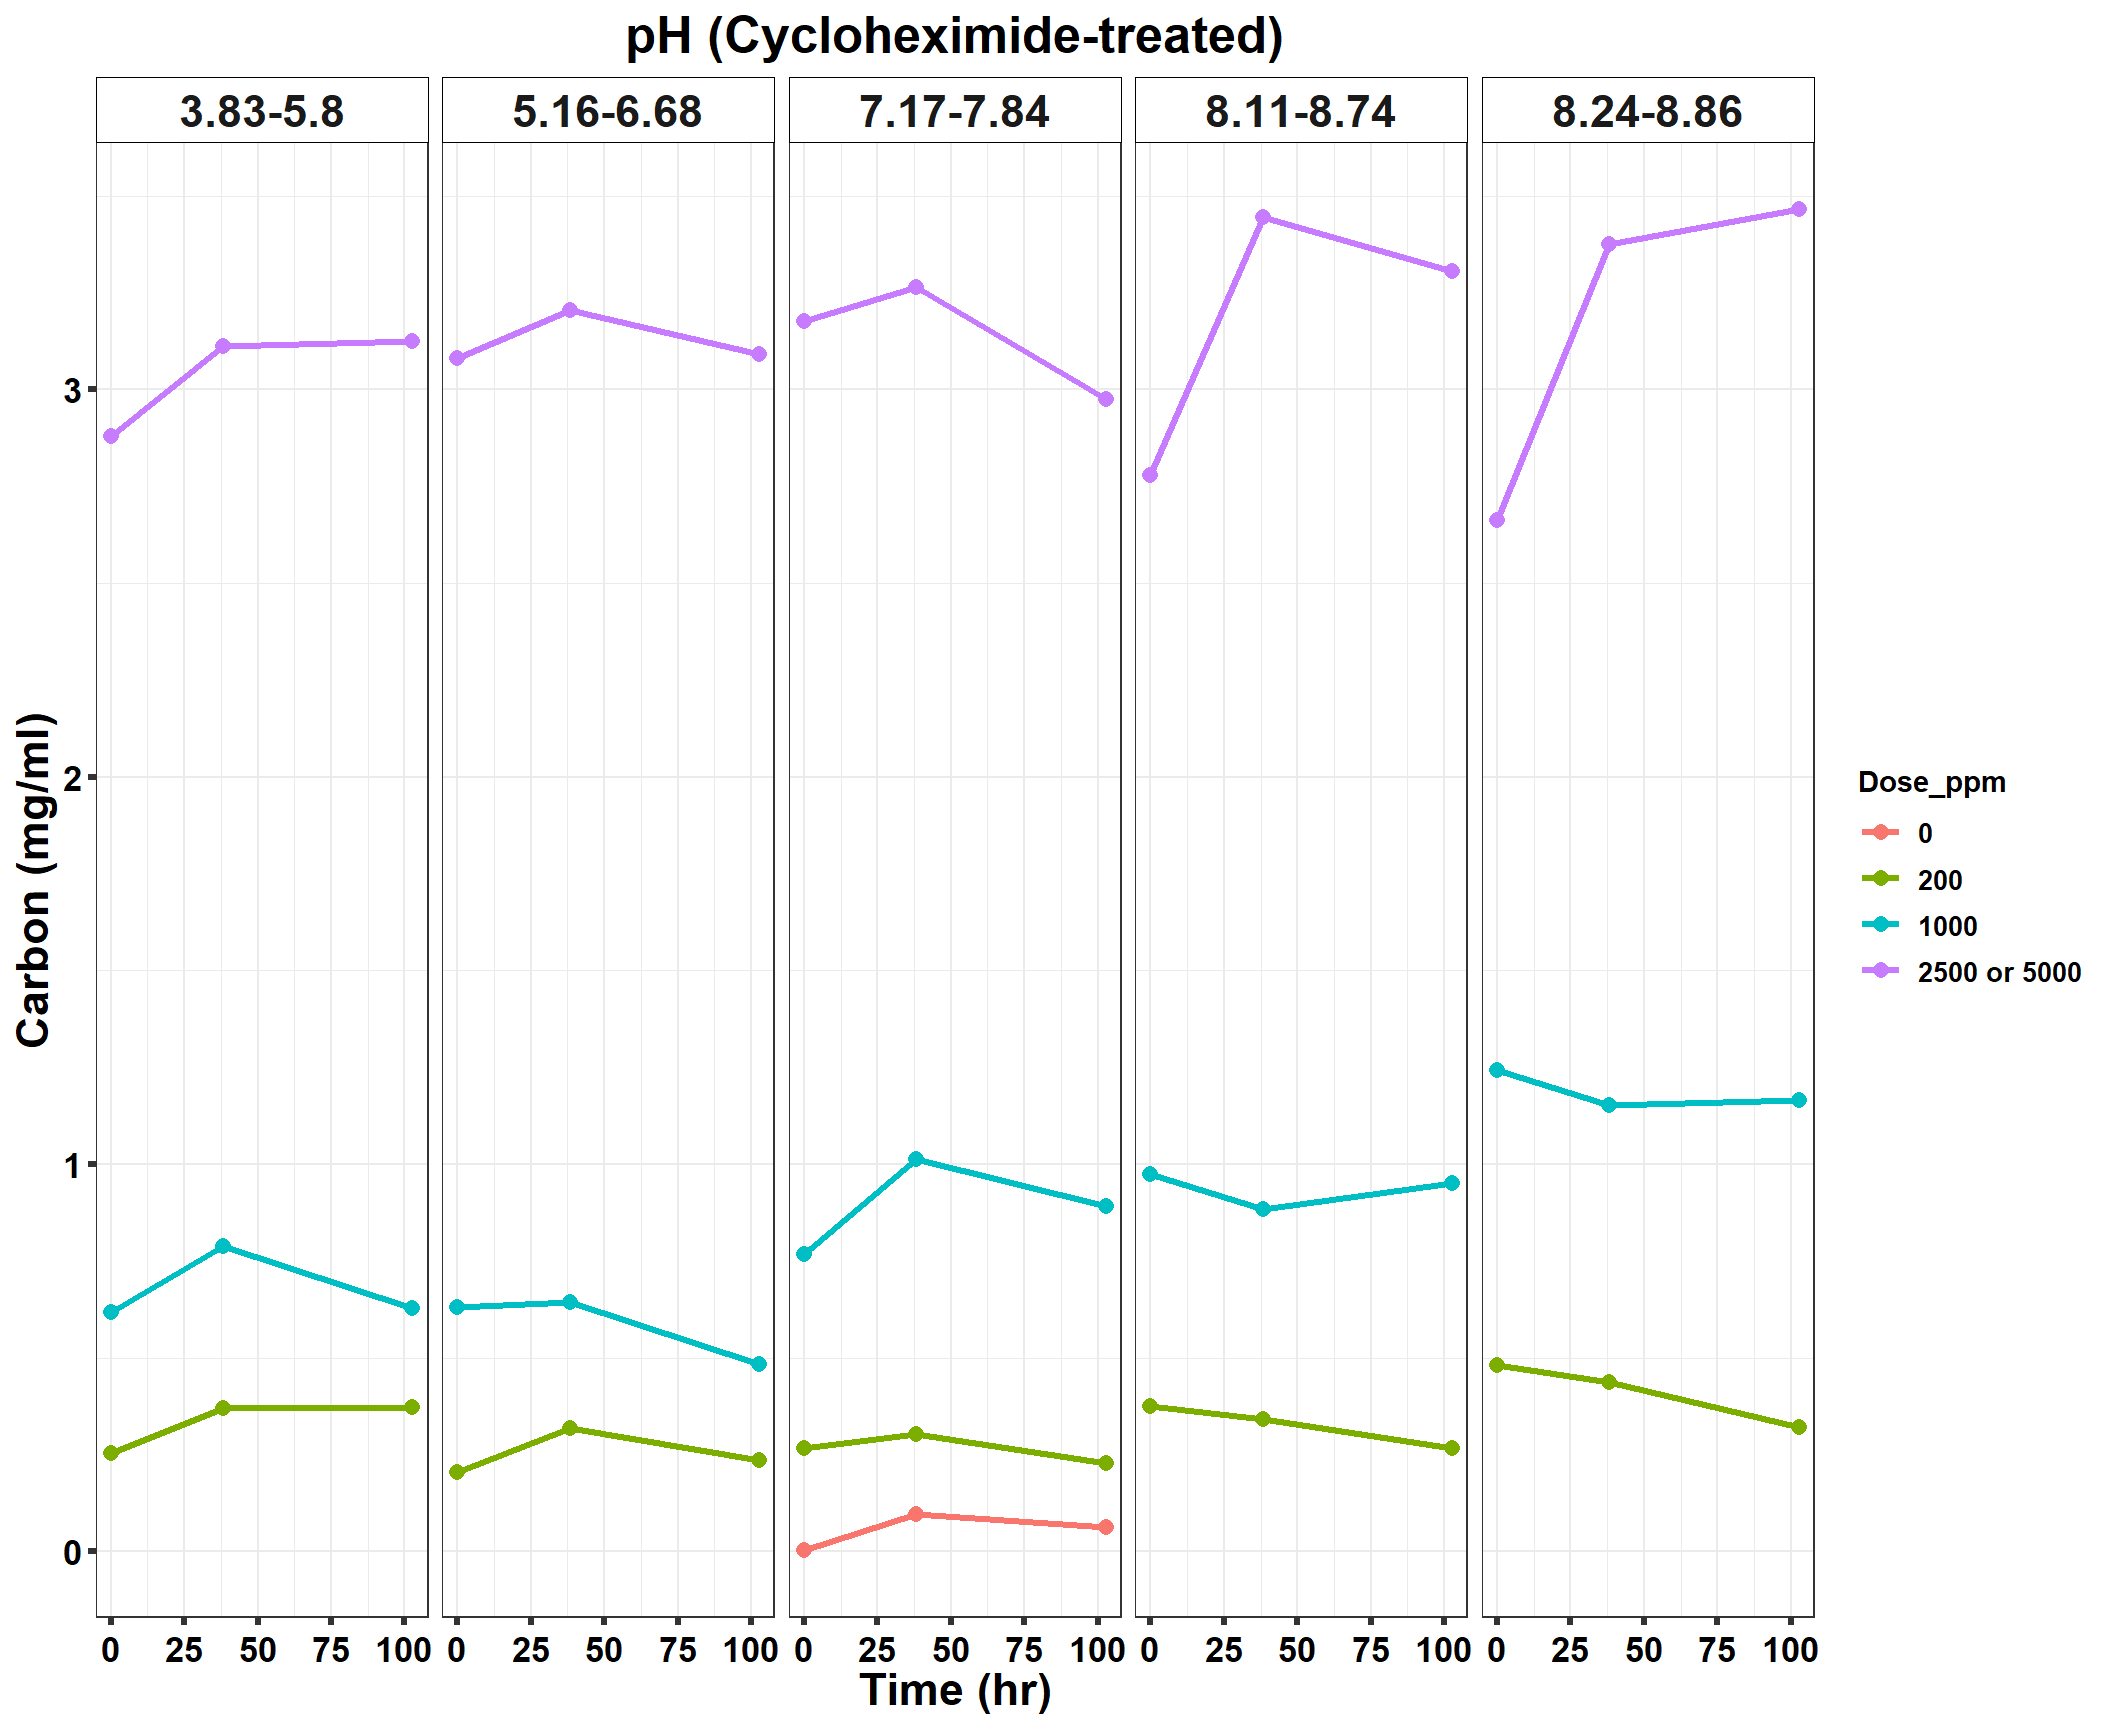 pH (Cycloheximide-treated)
3.83-5.8 5.16-6.68 7.17-7.84 8.11-8.74 8.24-8.86
Carbon (mg/ml)
3
2
1
0
0 25 50 75 100 0 25 50 75 100 0 25 50 75 100 0 25 50 75 100 0 25 50 75 100
Time (hr)
Dose_ppm
0
200
1000
2500 or 5000